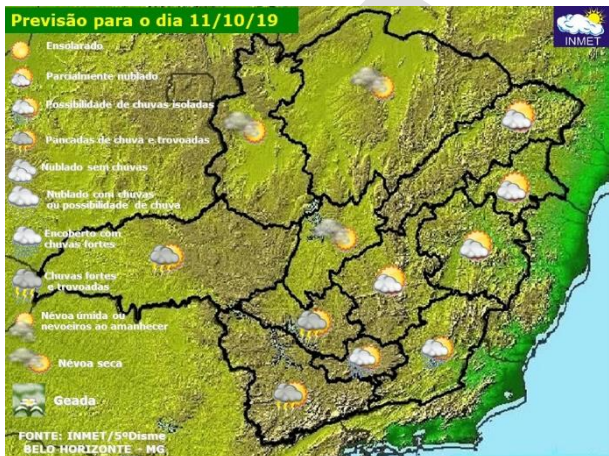 Previsão para o dia 11/10/19
INMET
Ensolarado
Parcialmente nublado
Possibilidade de chuvas isoladas
Pancadas de chuva e trovoadas
Nublado sem chuvas
Nublado com chuvas
ou possibilidade de chuva
Encoberto com
chuvas fortes
Chuvas fortes
e trovoadas
Névoa úmida ou
nevoeiros ao amanhecer
Névoa seca
Geada
FONTE: INMET/5ºDisme
BELO HORIZONTE - MG